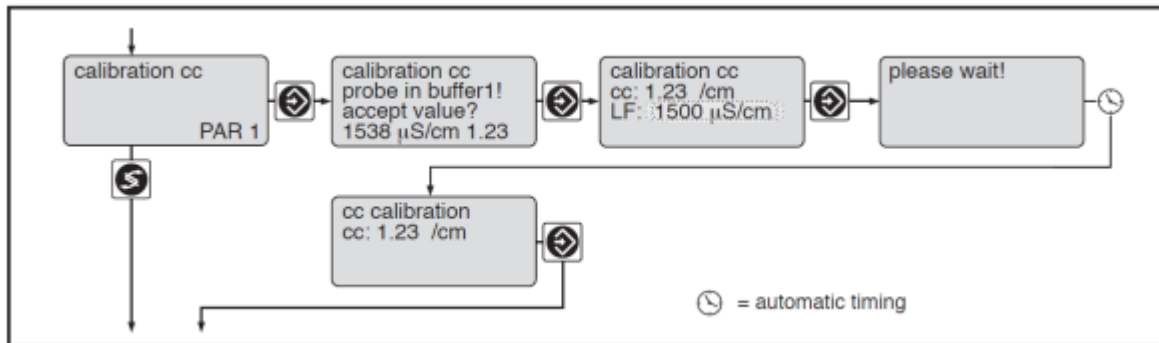 calibration cc
PAR 1
calibration cc
probe in buffer1!
accept value?
1538 µS/cm 1.23
calibration cc
cc: 1.23 /cm
LF: 1500 µS/cm
please wait!
cc calibration
cc: 1.23 /cm
= automatic timing